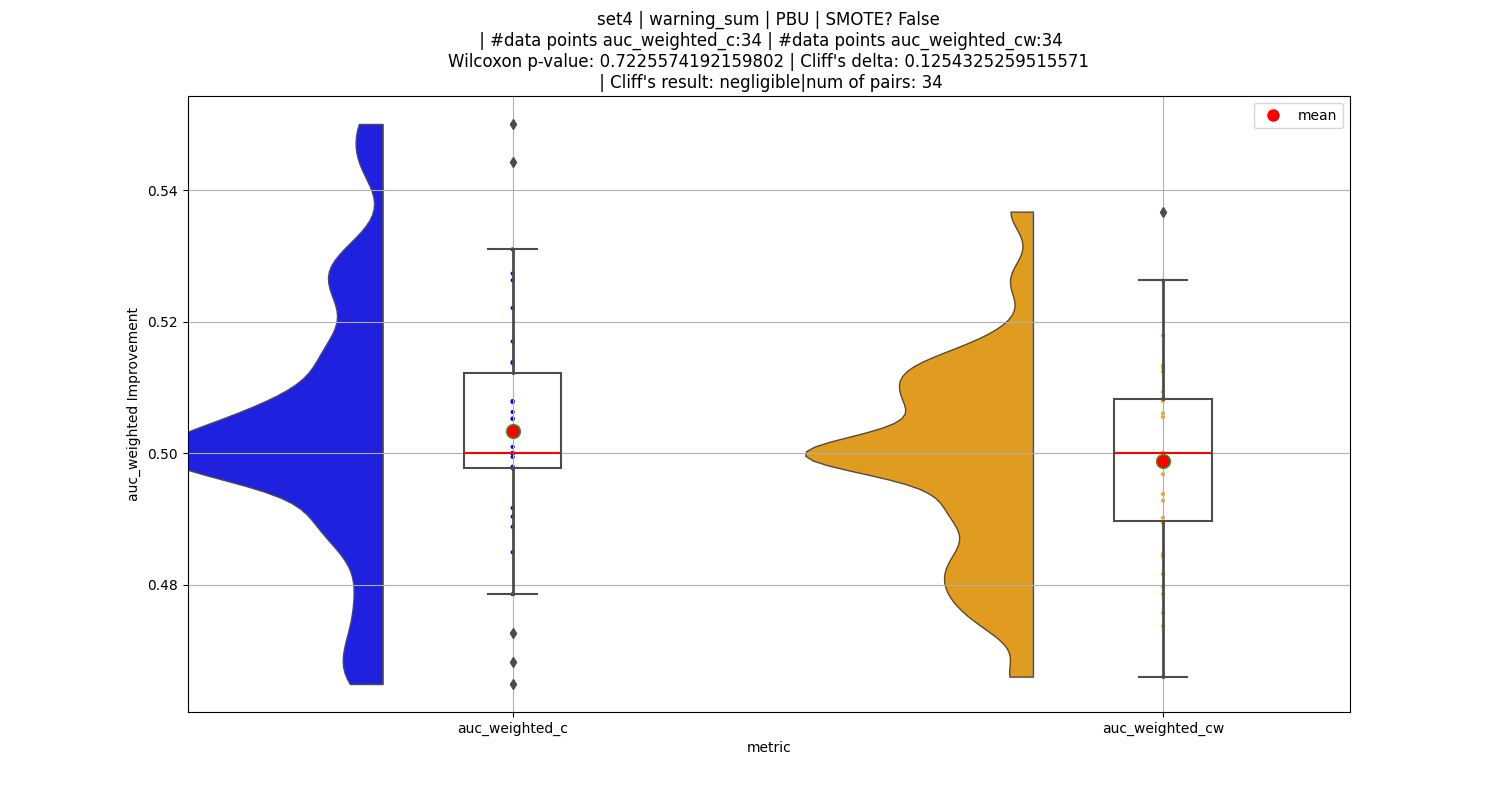 set4 | warning_sum | PBU | SMOTE? False
| #data points auc_weighted_c:34 | #data points auc_weighted_cw:34
Wilcoxon p-value: 0.7225574192159802 | Cliff's delta: 0.1254325259515571
| Cliff's result: negligible|num of pairs: 34
mean
auc_weighted Improvement
0.54
0.52
0.50
0.48
auc_weighted_c
auc_weighted_cw
metric